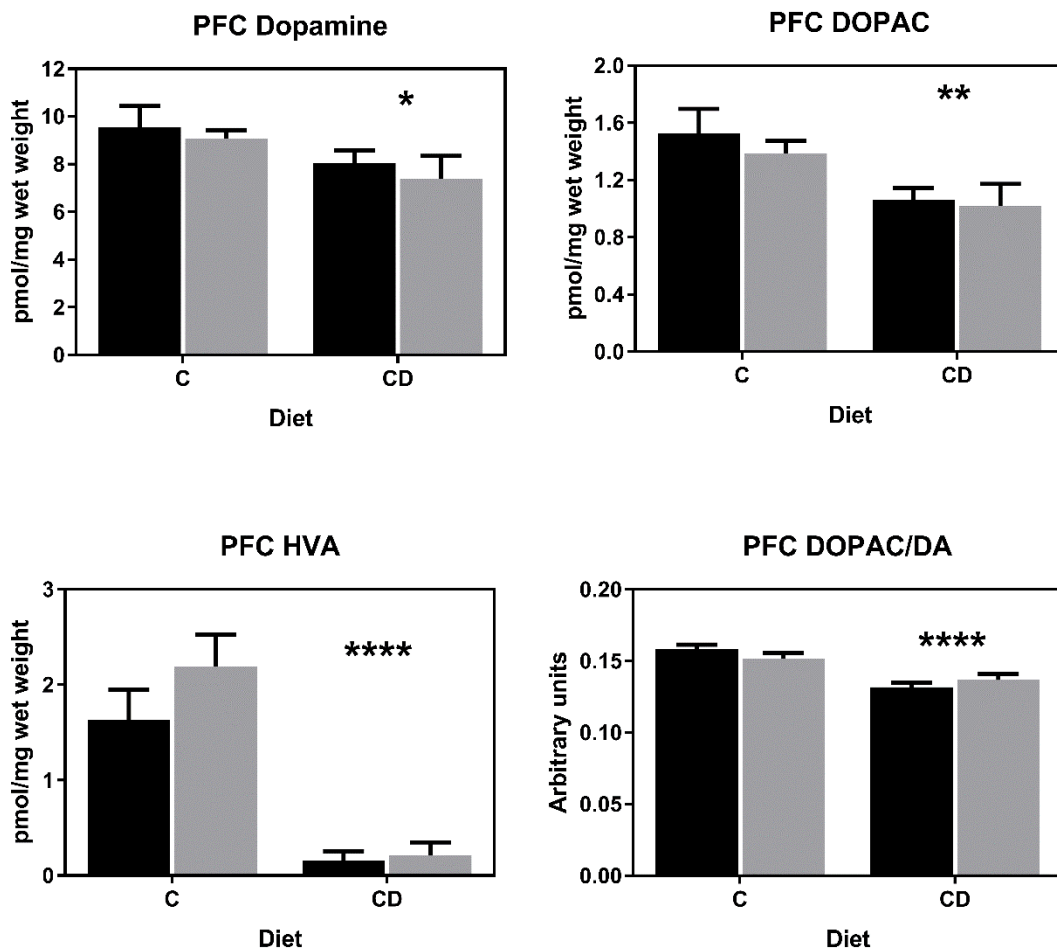 PFC Dopamine
pmol/mg wet weight
12
10
8
6
4
2
0
*
C
CD
Diet
PFC DOPAC
pmol/mg wet weight
2.0
1.6
1.2
0.8
0.4
0.0
**
C
CD
Diet
PFC HVA
pmol/mg wet weight
3
2
1
0
****
C
CD
Diet
PFC DOPAC/DA
Arbitrary units
0.20
0.15
0.10
0.05
0.00
****
C
CD
Diet